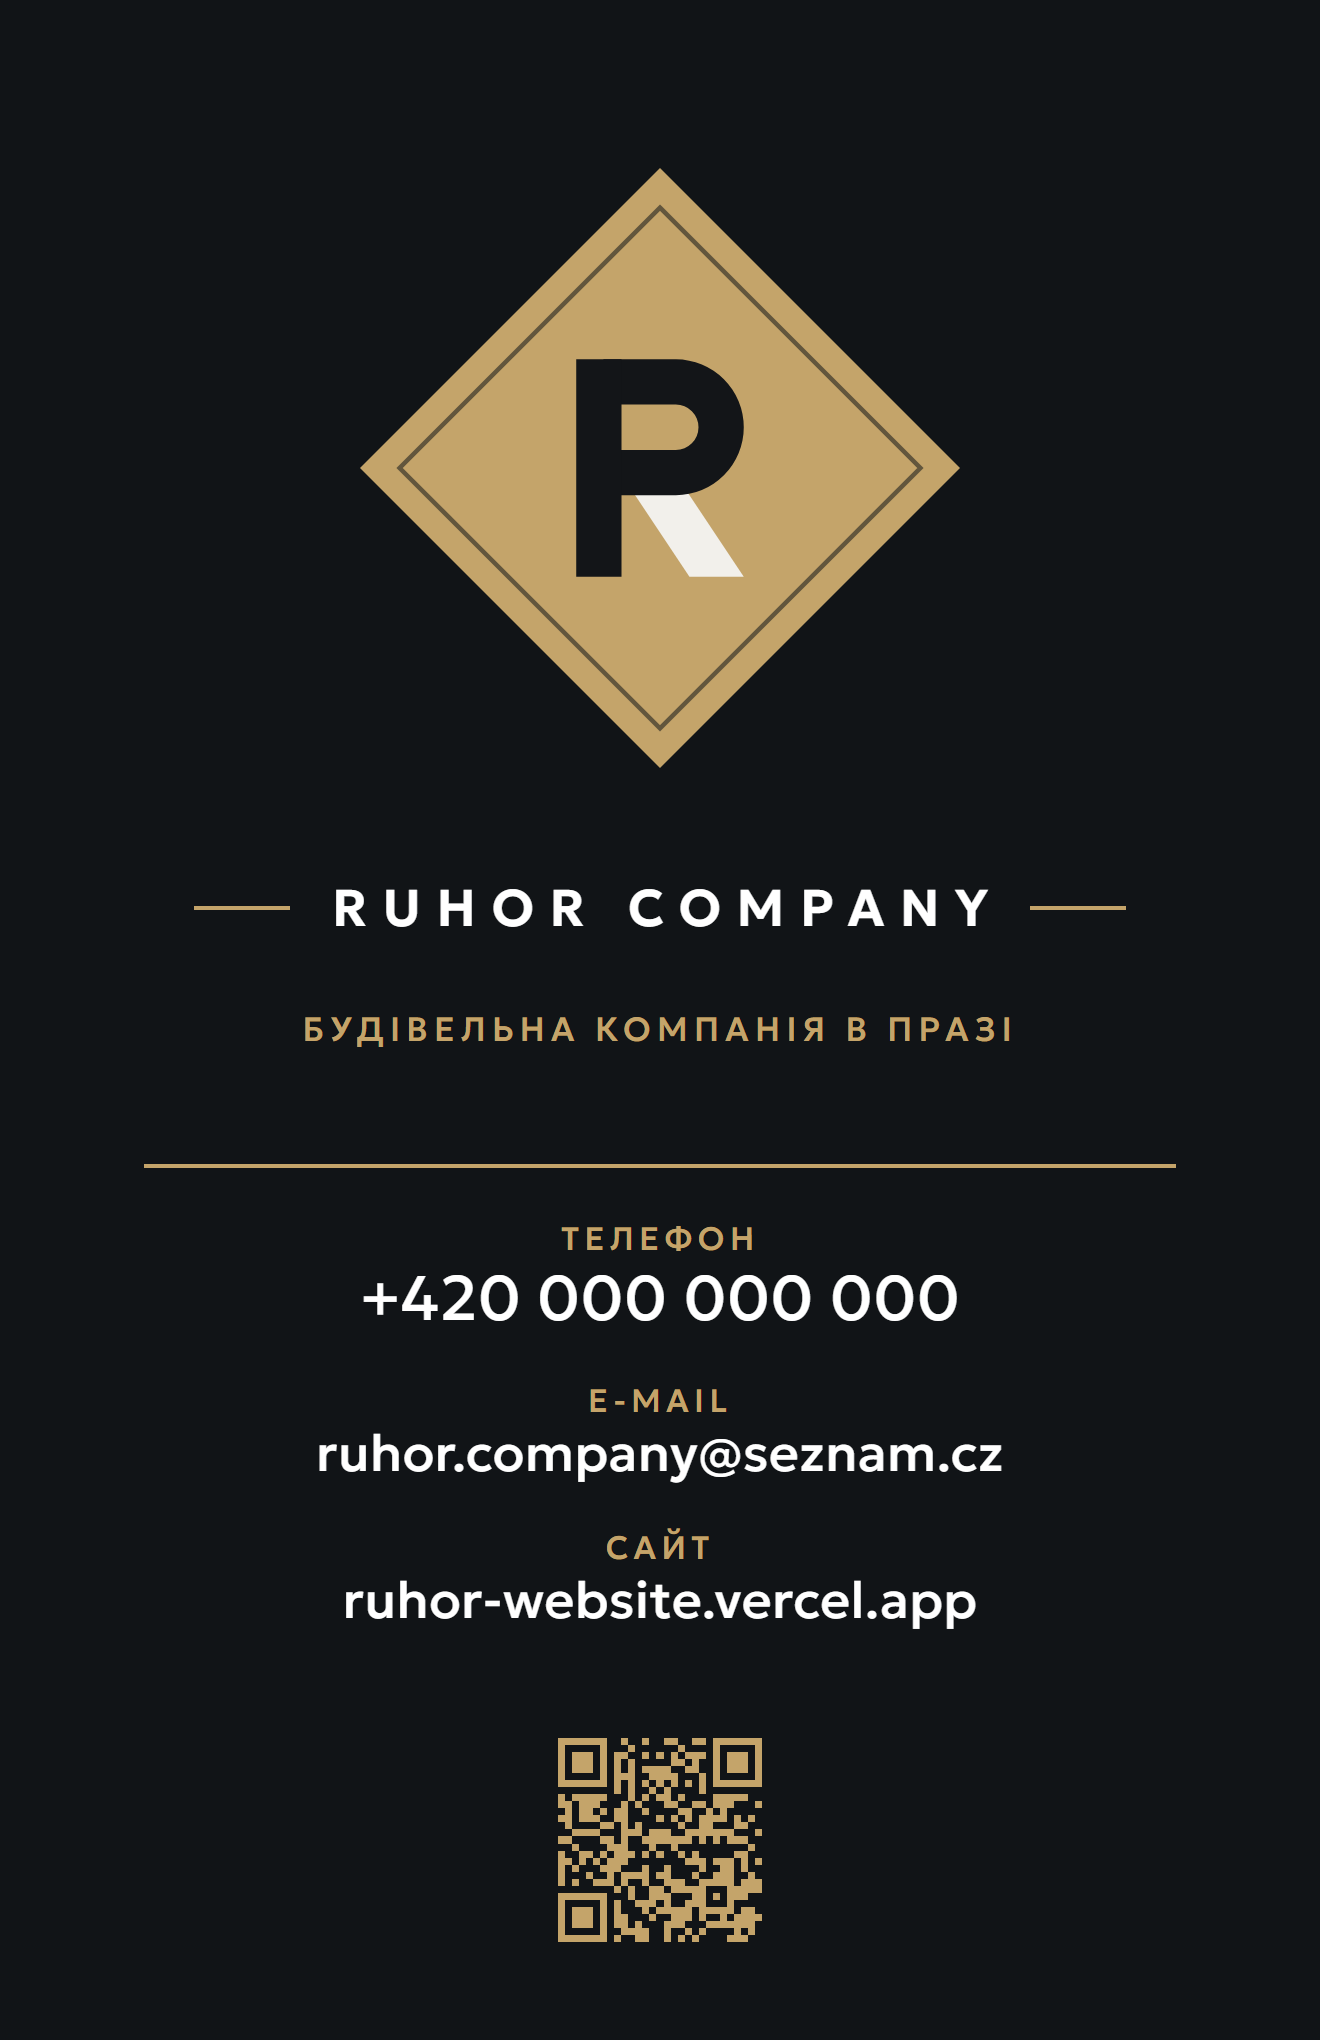 R
RUHOR COMPANY
БУДІВЕЛЬНА КОМПАНІЯ В ПРАЗІ
ТЕЛЕФОН
+420 000 000 000
E-MAIL
ruhor.company@seznam.cz
САЙТ
ruhor-website.vercel.app